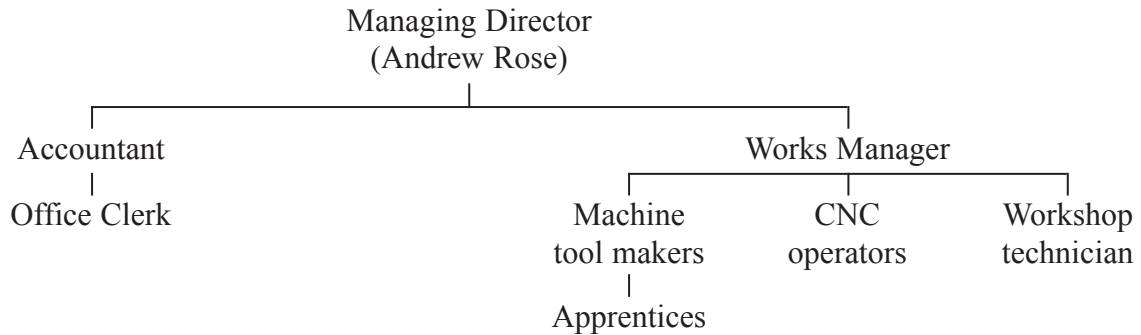 Managing Director
(Andrew Rose)
Accountant
Works Manager
Office Clerk
Machine
tool makers
CNC
operators
Workshop
technician
Apprentices